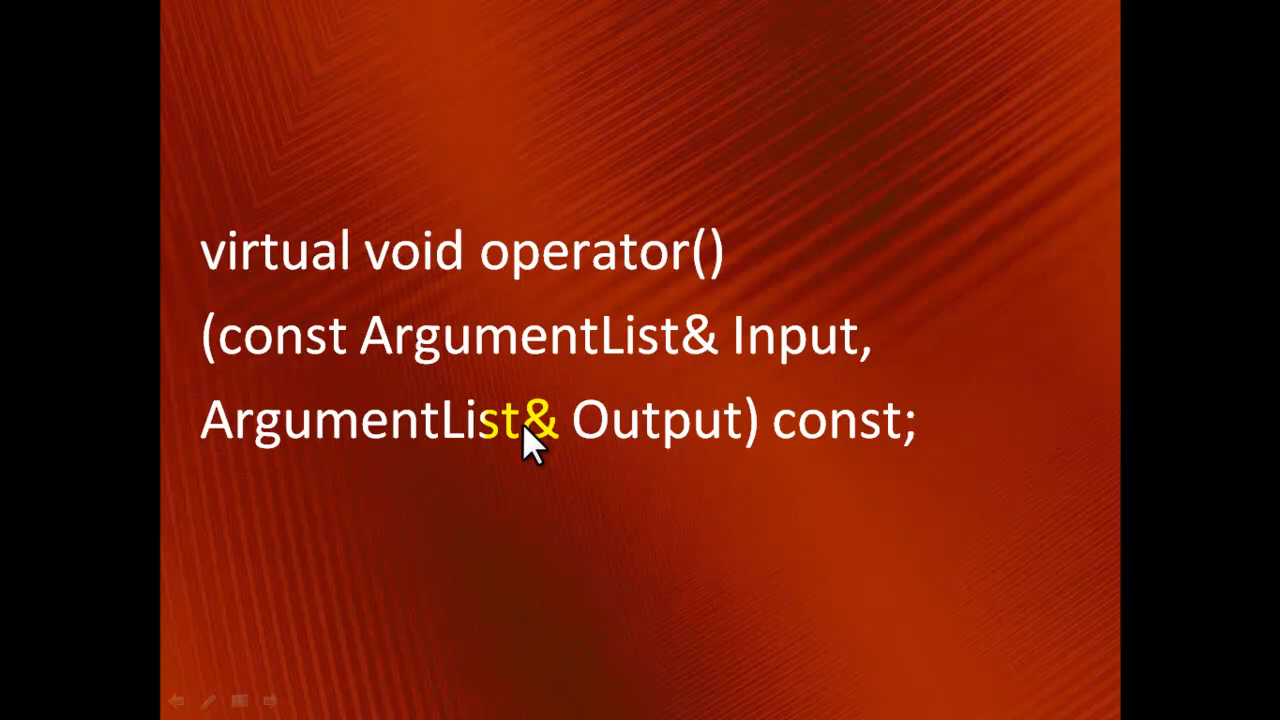 virtual void operator()
(const ArgumentList& Input,
ArgumentList& Output) const;